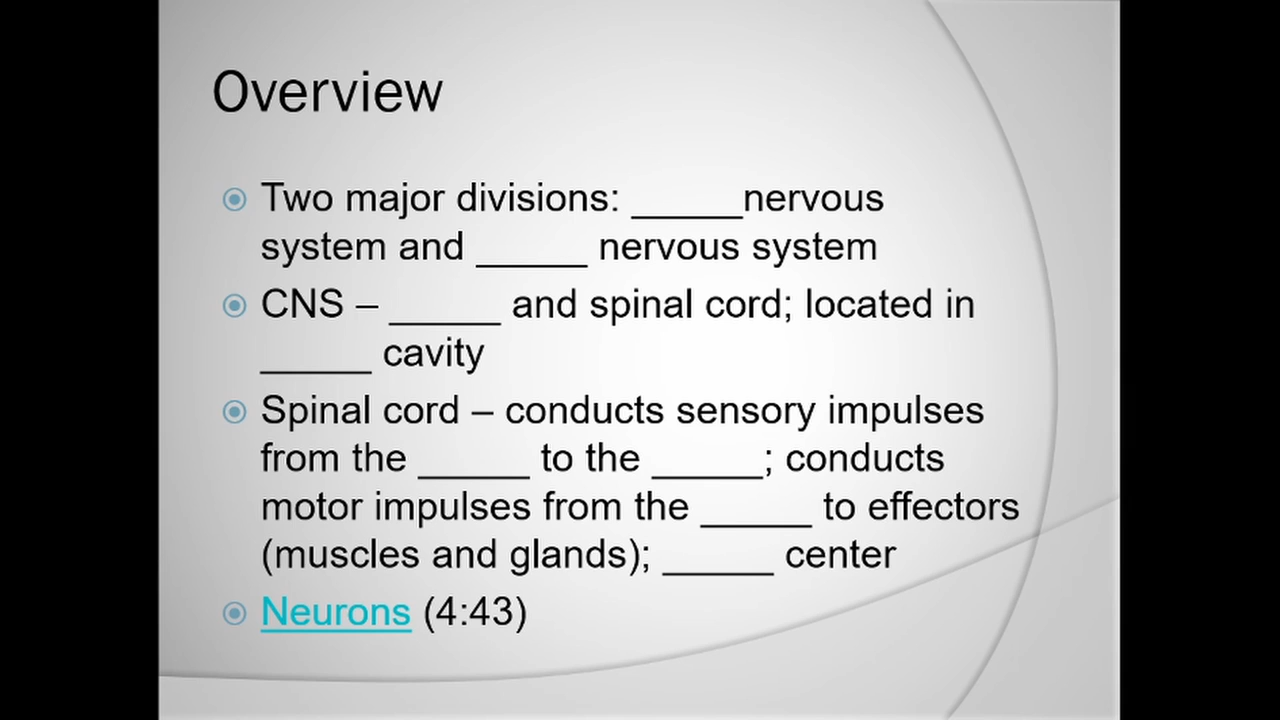 Overview
Two major divisions: _____nervous
system and _____ nervous system
CNS – _____ and spinal cord; located in
_____ cavity
Spinal cord – conducts sensory impulses
from the _____ to the _____; conducts
motor impulses from the _____ to effectors
(muscles and glands); _____ center
Neurons (4:43)